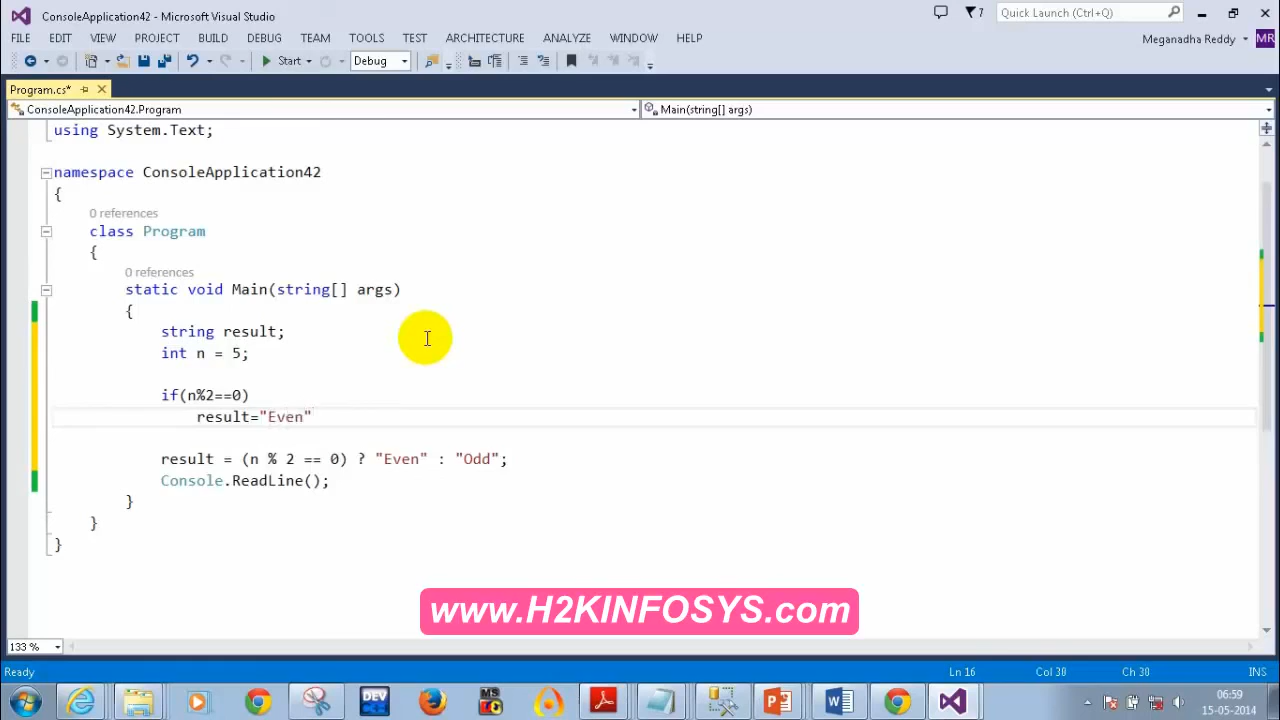 ConsoleApplication42 - Microsoft Visual Studio
7
Quick Launch (Ctrl+Q)
FILE EDIT VIEW PROJECT BUILD DEBUG TEAM TOOLS TEST ARCHITECTURE ANALYZE WINDOW HELP
Meganadha Reddy MR
Start Debug
Program.cs*
ConsoleApplication42.Program
Main(string[] args)
using System.Text;
namespace ConsoleApplication42
{
0 references
class Program
{
0 references
static void Main(string[] args)
{
string result;
int n = 5;
if(n%2==0)
result="Even"
result = (n % 2 == 0) ? "Even" : "Odd";
Console.ReadLine();
}
}
}
www.H2KINFOSYS.com
133 %
Ready
Ln 16
Col 30
Ch 30
INS
DEV
MS
06:59
15-05-2014